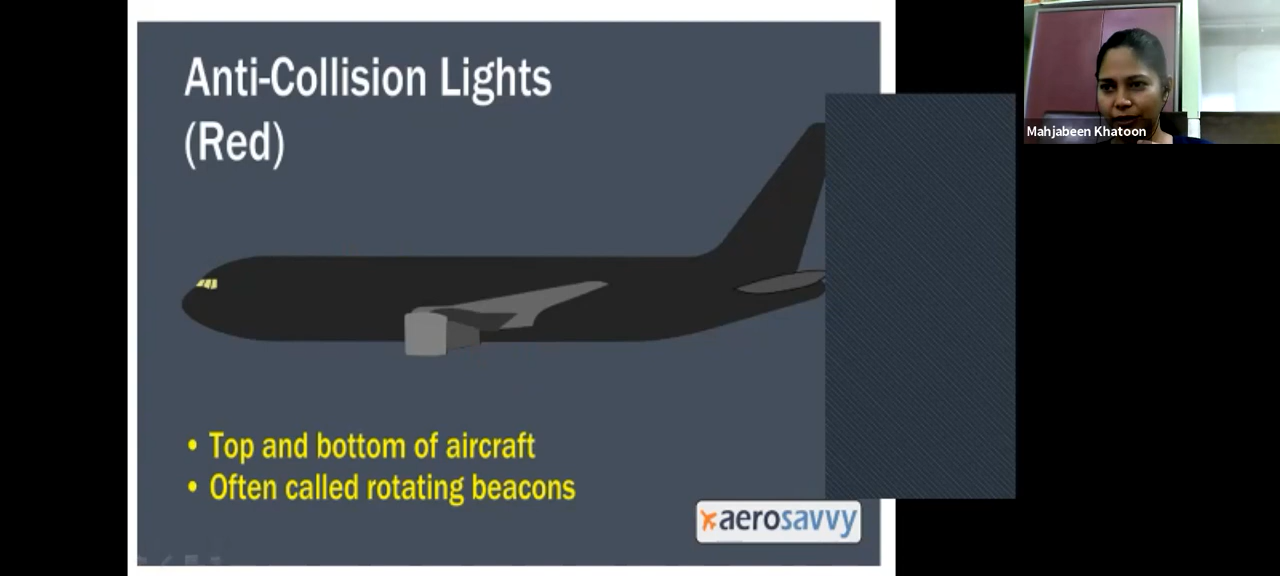 Anti-Collision Lights
(Red)
• Top and bottom of aircraft
• Often called rotating beacons
aerosavvy
Mahjabeen Khatoon